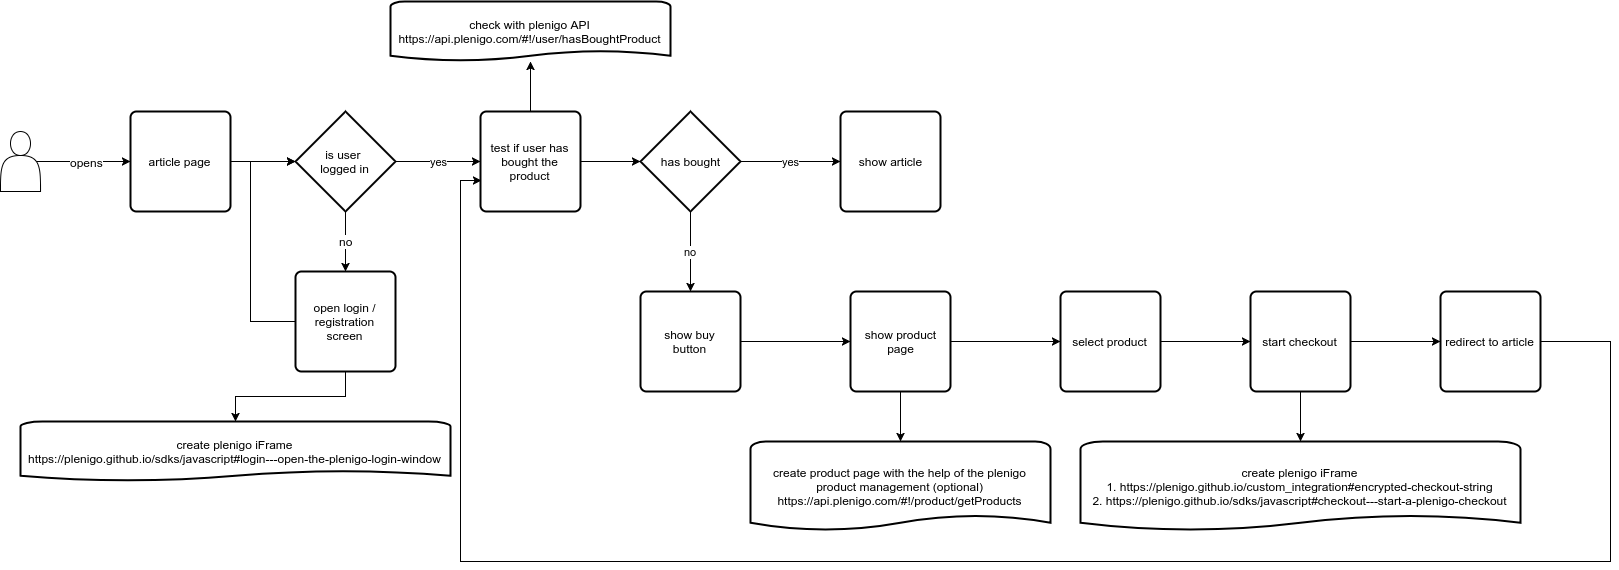 check with plenigo API
https://api.plenigo.com/#!/user/hasBoughtProduct
opens
article page
is user
logged in
yes
test if user has
bought the
product
has bought
yes
show article
no
no
open login /
registration
screen
show buy
button
show product
page
select product
start checkout
redirect to article
create plenigo iFrame
https://plenigo.github.io/sdks/javascript#login---open-the-plenigo-login-window
create product page with the help of the plenigo
product management (optional)
https://api.plenigo.com/#!/product/getProducts
create plenigo iFrame
1. https://plenigo.github.io/custom_integration#encrypted-checkout-string
2. https://plenigo.github.io/sdks/javascript#checkout---start-a-plenigo-checkout